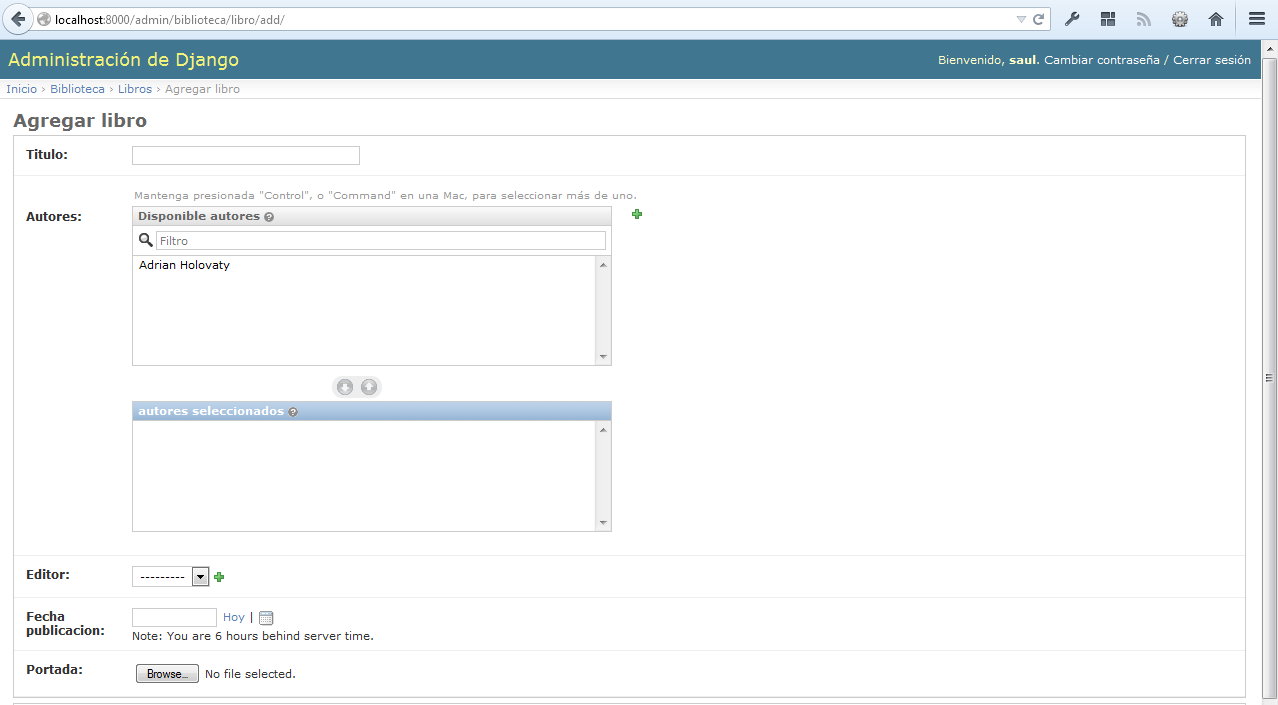 localhost:8000/admin/biblioteca/libro/add/
Administración de Django
Bienvenido, saul. Cambiar contraseña / Cerrar sesión
Inicio › Biblioteca › Libros › Agregar libro
Agregar libro
Titulo:
Mantenga presionada "Control", o "Command" en una Mac, para seleccionar más de uno.
Autores:
Disponible autores
Filtro
Adrian Holovaty
autores seleccionados
Editor:
---------
Fecha
publicacion:
Hoy |
Note: You are 6 hours behind server time.
Portada:
Browse... No file selected.